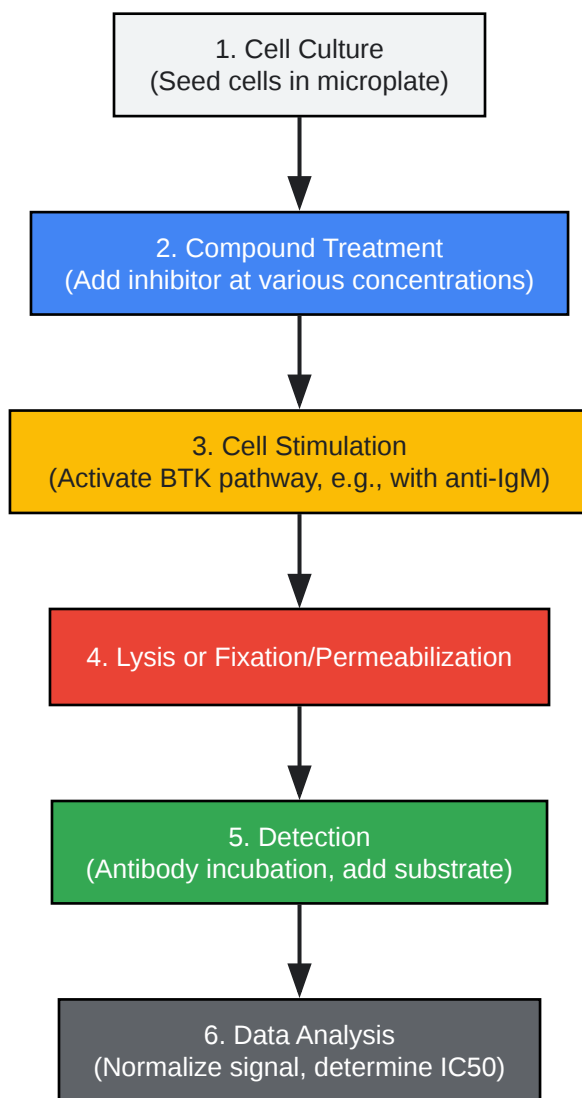 1. Cell Culture
(Seed cells in microplate)
2. Compound Treatment
(Add inhibitor at various concentrations)
3. Cell Stimulation
(Activate BTK pathway, e.g., with anti-IgM)
4. Lysis or Fixation/Permeabilization
5. Detection
(Antibody incubation, add substrate)
6. Data Analysis
(Normalize signal, determine IC50)